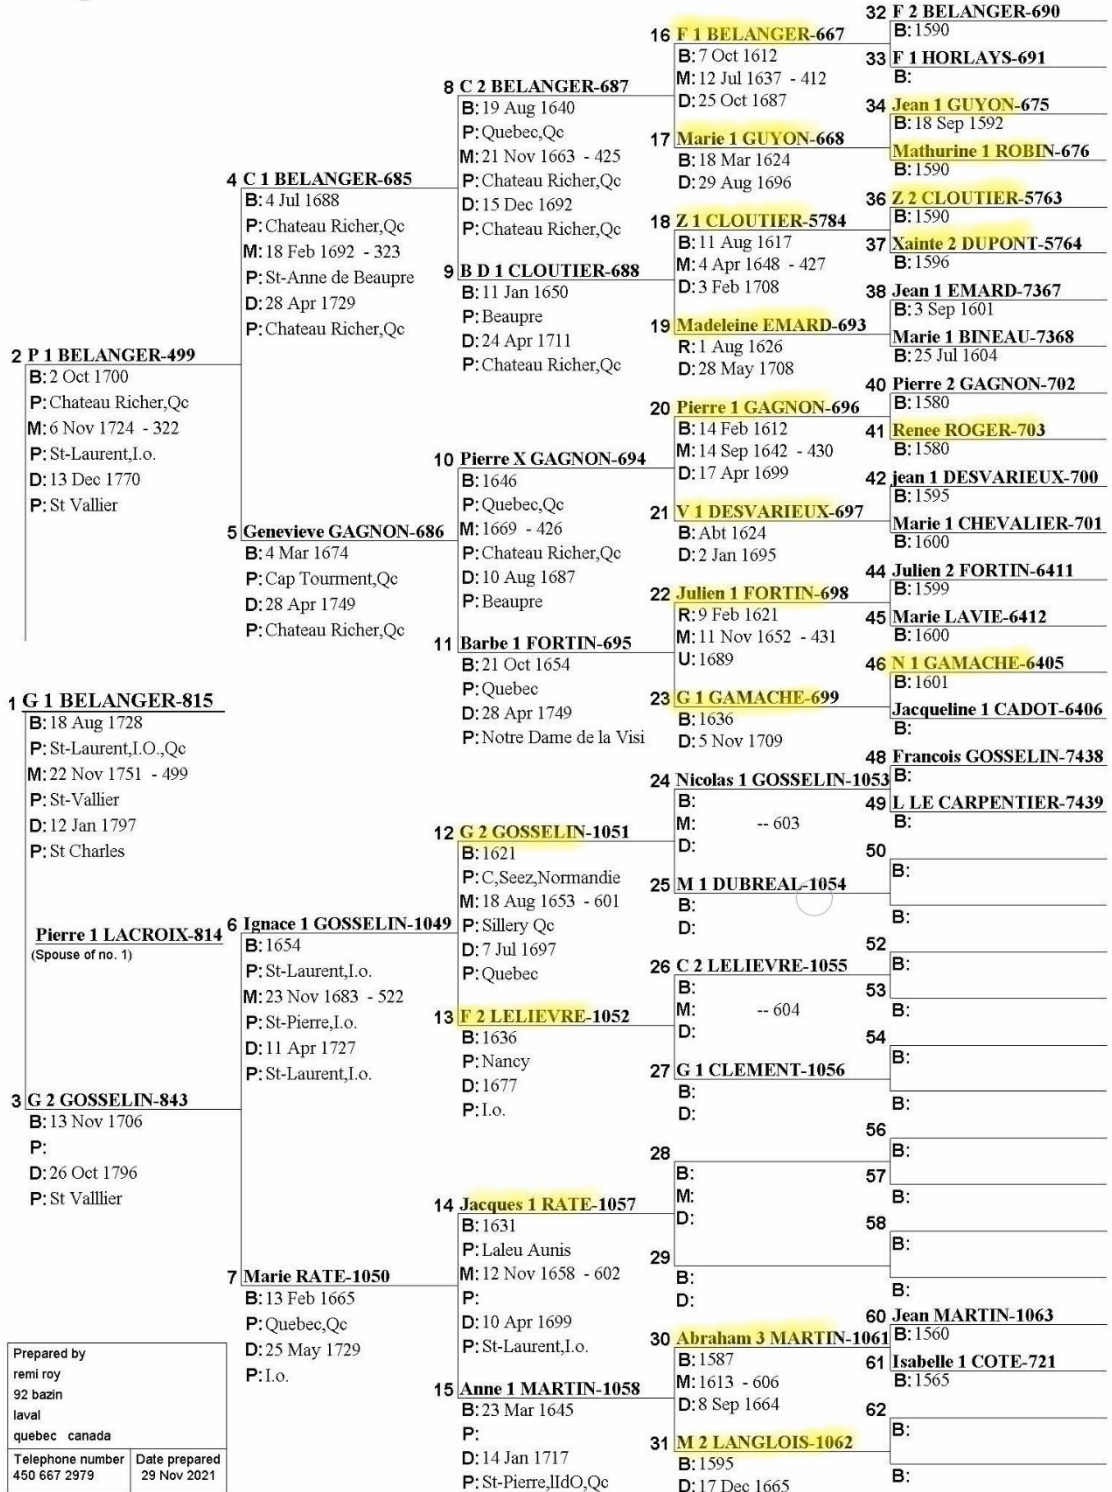 2 P 1 BELANGER-499
B: 2 Oct 1700
P: Chateau Richer,Qc
M: 6 Nov 1724 - 322
P: St-Laurent,I.o.
D: 13 Dec 1770
P: St Vallier
1 G 1 BELANGER-815
B: 18 Aug 1728
P: St-Laurent,I.O.,Qc
M: 22 Nov 1751 - 499
P: St-Vallier
D: 12 Jan 1797
P: St Charles
Pierre 1 LACROIX-814
(Spouse of no. 1)
3 G 2 GOSSELIN-843
B: 13 Nov 1706
P:
D: 26 Oct 1796
P: St Valllier
Prepared by
remi roy
92 bazin
laval
quebec canada
Telephone number
450 667 2979
Date prepared
29 Nov 2021
4 C 1 BELANGER-685
B: 4 Jul 1688
P: Chateau Richer,Qc
M: 18 Feb 1692 - 323
P: St-Anne de Beaupre
D: 28 Apr 1729
P: Chateau Richer,Qc
5 Genevieve GAGNON-686
B: 4 Mar 1674
P: Cap Tourment,Qc
D: 28 Apr 1749
P: Chateau Richer,Qc
6 Ignace 1 GOSSELIN-1049
B: 1654
P: St-Laurent,I.o.
M: 23 Nov 1683 - 522
P: St-Pierre,I.o.
D: 11 Apr 1727
P: St-Laurent,I.o.
7 Marie RATE-1050
B: 13 Feb 1665
P: Quebec,Qc
D: 25 May 1729
P: I.o.
8 C 2 BELANGER-687
B: 19 Aug 1640
P: Quebec,Qc
M: 21 Nov 1663 - 425
P: Chateau Richer,Qc
D: 15 Dec 1692
P: Chateau Richer,Qc
9 B D 1 CLOUTIER-688
B: 11 Jan 1650
P: Beaupre
D: 24 Apr 1711
P: Chateau Richer,Qc
10 Pierre X GAGNON-694
B: 1646
P: Quebec,Qc
M: 1669 - 426
P: Chateau Richer,Qc
D: 10 Aug 1687
P: Beaupre
11 Barbe 1 FORTIN-695
B: 21 Oct 1654
P: Quebec
D: 28 Apr 1749
P: Notre Dame de la Visi
12 G 2 GOSSELIN-1051
B: 1621
P: C,Seez,Normandie
M: 18 Aug 1653 - 601
P: Sillery Qc
D: 7 Jul 1697
P: Quebec
13 F 2 LELIEVRE-1052
B: 1636
P: Nancy
D: 1677
P: I.o.
14 Jacques 1 RATE-1057
B: 1631
P: Laleu Aunis
M: 12 Nov 1658 - 602
P:
D: 10 Apr 1699
P: St-Laurent,I.o.
15 Anne 1 MARTIN-1058
B: 23 Mar 1645
P:
D: 14 Jan 1717
P: St-Pierre,lIdO,Qc
16 F 1 BELANGER-667
B: 7 Oct 1612
M: 12 Jul 1637 - 412
D: 25 Oct 1687
17 Marie 1 GUYON-668
B: 18 Mar 1624
D: 29 Aug 1696
18 Z 1 CLOUTIER-5784
B: 11 Aug 1617
M: 4 Apr 1648 - 427
D: 3 Feb 1708
19 Madeleine EMARD-693
R: 1 Aug 1626
D: 28 May 1708
20 Pierre 1 GAGNON-696
B: 14 Feb 1612
M: 14 Sep 1642 - 430
D: 17 Apr 1699
21 V 1 DESVARIEUX-697
B: Abt 1624
D: 2 Jan 1695
22 Julien 1 FORTIN-698
R: 9 Feb 1621
M: 11 Nov 1652 - 431
U: 1689
23 G 1 GAMACHE-699
B: 1636
D: 5 Nov 1709
24 Nicolas 1 GOSSELIN-1053
B:
M: -- 603
D:
25 M 1 DUBREAL-1054
B:
D:
26 C 2 LELIEVRE-1055
B:
M: -- 604
D:
27 G 1 CLEMENT-1056
B:
D:
28
B:
M:
D:
29
B:
D:
30 Abraham 3 MARTIN-1061
B: 1587
M: 1613 - 606
D: 8 Sep 1664
31 M 2 LANGLOIS-1062
B: 1595
D: 17 Dec 1665
32 F 2 BELANGER-690
B: 1590
33 F 1 HORLAYS-691
B:
34 Jean 1 GUYON-675
B: 18 Sep 1592
Mathurine 1 ROBIN-676
B: 1590
36 Z 2 CLOUTIER-5763
B: 1590
37 Xainte 2 DUPONT-5764
B: 1596
38 Jean 1 EMARD-7367
B: 3 Sep 1601
Marie 1 BINEAU-7368
B: 25 Jul 1604
40 Pierre 2 GAGNON-702
B: 1580
41 Renee ROGER-703
B: 1580
42 jean 1 DESVARIEUX-700
B: 1595
Marie 1 CHEVALIER-701
B: 1600
44 Julien 2 FORTIN-6411
B: 1599
45 Marie LAVIE-6412
B: 1600
46 N 1 GAMACHE-6405
B: 1601
Jacqueline 1 CADOT-6406
B:
48 Francois GOSSELIN-7438
B:
49 L LE CARPENTIER-7439
B:
50
B:
B:
52
B:
53
B:
54
B:
B:
56
B:
57
B:
58
B:
B:
60 Jean MARTIN-1063
B: 1560
61 Isabelle 1 COTE-721
B: 1565
62
B:
B: